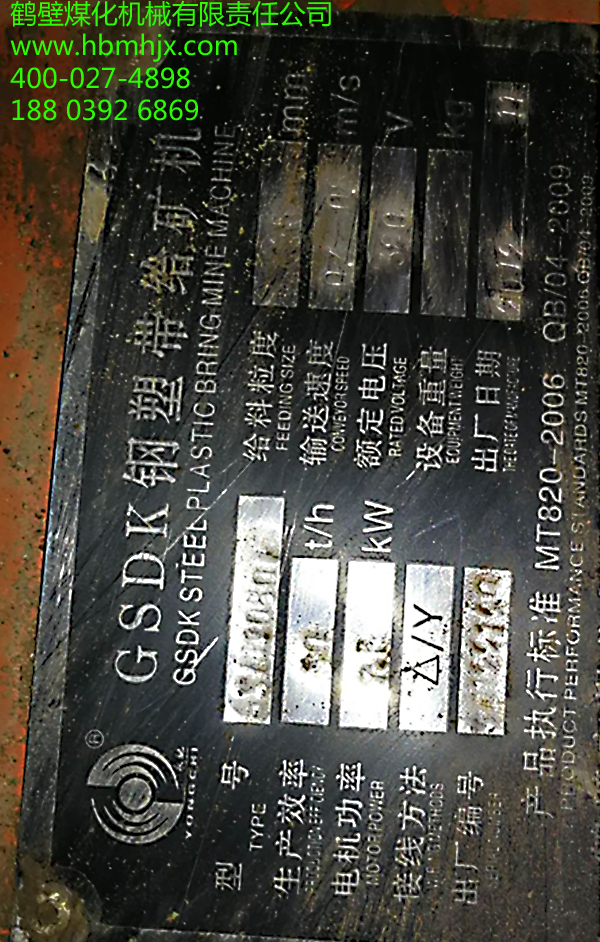 鹤壁煤化机械有限责任公司
www.hbmhjx.com
400-027-4898
188 0392 6869
YONGCHI
GSDK钢塑带给矿机
GSDK STEEL PLASTIC BRING MINE MACHINE
型号
TYPE
给料粒度 mm
FEEDING SIZE
生产效率 t/h
输送速度 m/s
CONVEYOR SPEED
电机功率 kW
MOTOR POWER
额定电压 V
RATED VOLTAGE
接线方法 △/Y
设备重量 kg
EQUIPMENT WEIGHT
出厂编号
出厂日期
产品执行标准 MT820-2006 QB/04-2009
PRODUCT PERFORMANCE STANDARDS MT820-2006 QB/04-2009